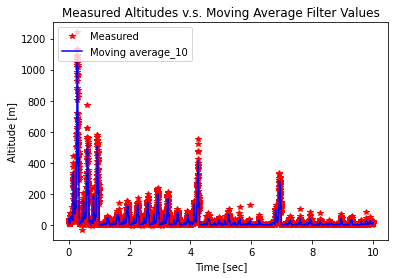 Measured Altitudes v.s. Moving Average Filter Values
Measured
Moving average_10
Altitude [m]
1200
1000
800
600
400
200
0
0 2 4 6 8 10
Time [sec]